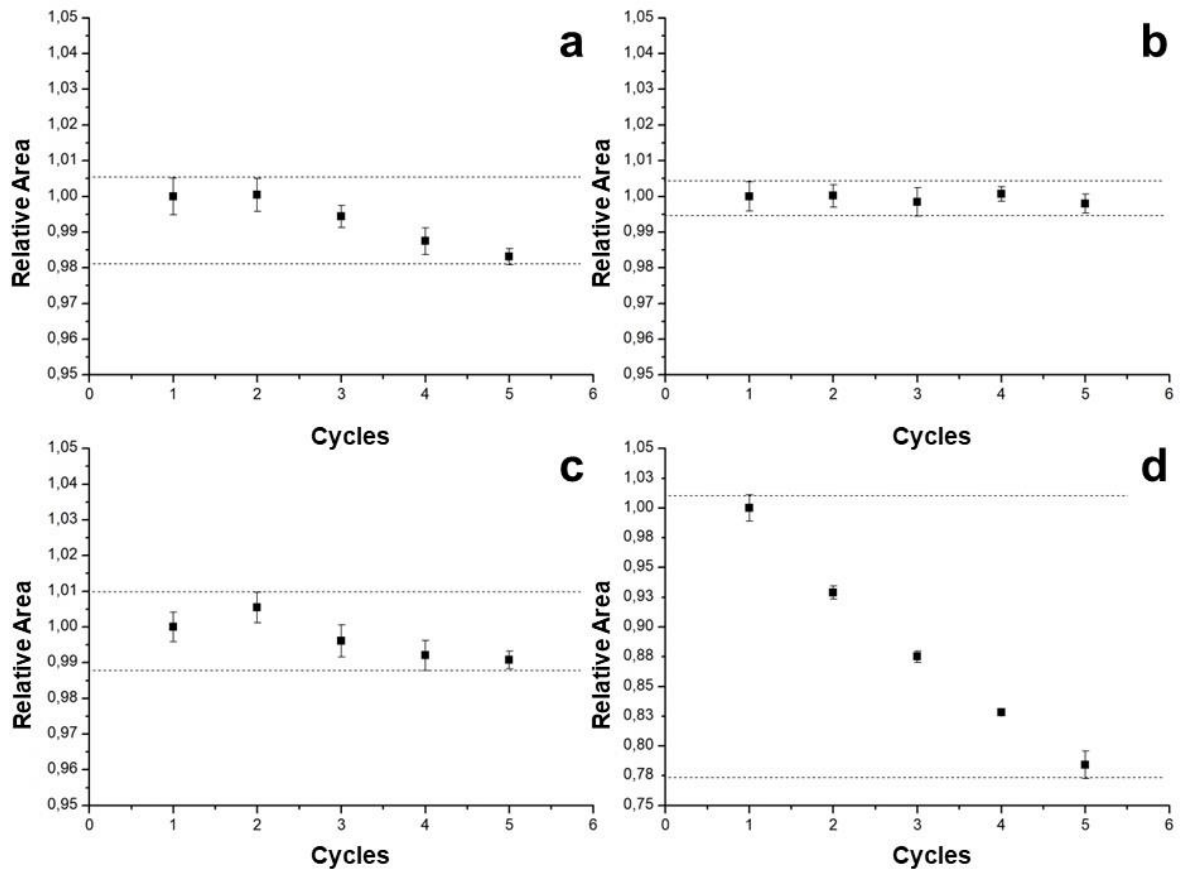 a
1,05
1,04
1,03
1,02
1,01
1,00
0,99
0,98
0,97
0,96
0,95
0 1 2 3 4 5 6
Relative Area
Cycles
b
1,05
1,04
1,03
1,02
1,01
1,00
0,99
0,98
0,97
0,96
0,95
0 1 2 3 4 5 6
Relative Area
Cycles
c
1,05
1,04
1,03
1,02
1,01
1,00
0,99
0,98
0,97
0,96
0,95
0 1 2 3 4 5 6
Relative Area
Cycles
d
1,05
1,03
1,00
0,98
0,95
0,93
0,90
0,88
0,85
0,83
0,80
0,78
0,75
0 1 2 3 4 5 6
Relative Area
Cycles